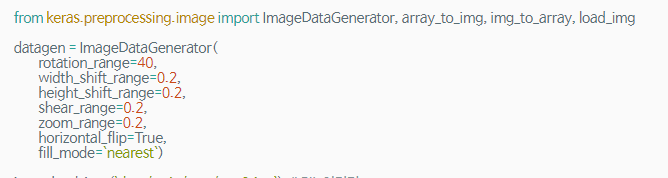 from keras.preprocessing.image import ImageDataGenerator, array_to_img, img_to_array, load_img
datagen = ImageDataGenerator(
rotation_range=40,
width_shift_range=0.2,
height_shift_range=0.2,
shear_range=0.2,
zoom_range=0.2,
horizontal_flip=True,
fill_mode=`nearest`)